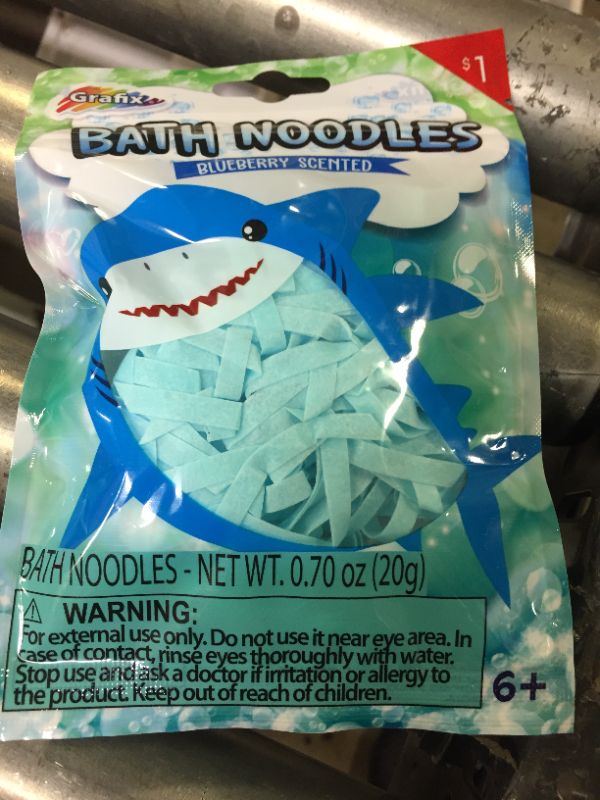 $1
Grafix
BATH NOODLES
BLUEBERRY SCENTED
BATH NOODLES - NET WT. 0.70 oz (20g)
⚠ WARNING:
For external use only. Do not use it near eye area. In
case of contact, rinse eyes thoroughly with water.
Stop use and ask a doctor if irritation or allergy to
the product. Keep out of reach of children.
6+